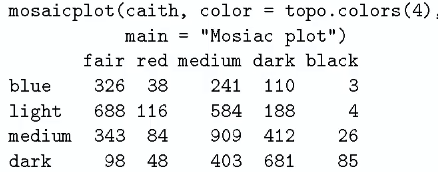 mosaicplot(caith, color = topo.colors(4),
main = "Mosiac plot")
fair red medium dark black
blue 326 38 241 110 3
light 688 116 584 188 4
medium 343 84 909 412 26
dark 98 48 403 681 85